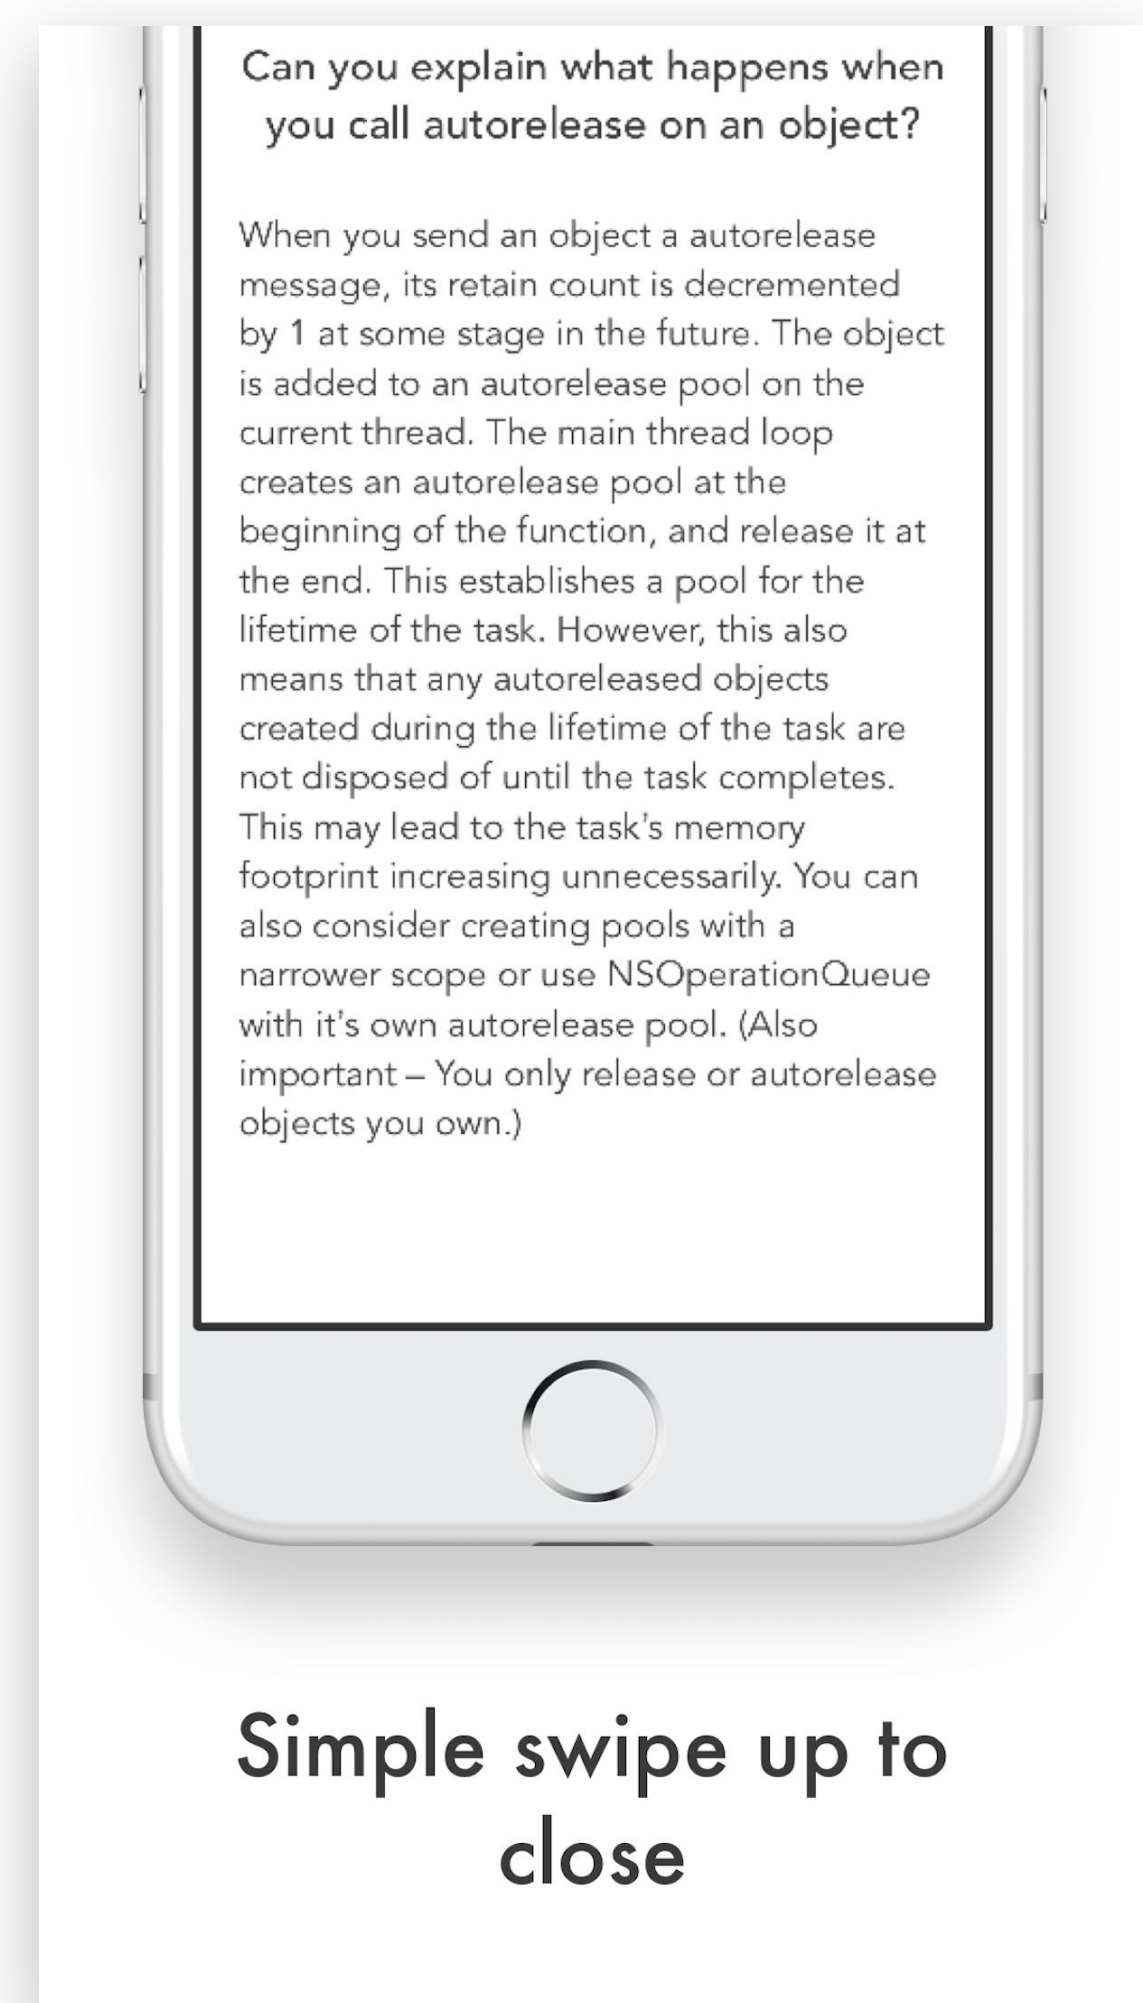 Can you explain what happens when
you call autorelease on an object?
When you send an object a autorelease
message, its retain count is decremented
by 1 at some stage in the future. The object
is added to an autorelease pool on the
current thread. The main thread loop
creates an autorelease pool at the
beginning of the function, and release it at
the end. This establishes a pool for the
lifetime of the task. However, this also
means that any autoreleased objects
created during the lifetime of the task are
not disposed of until the task completes.
This may lead to the task's memory
footprint increasing unnecessarily. You can
also consider creating pools with a
narrower scope or use NSOperationQueue
with it's own autorelease pool. (Also
important – You only release or autorelease
objects you own.)
Simple swipe up to
close